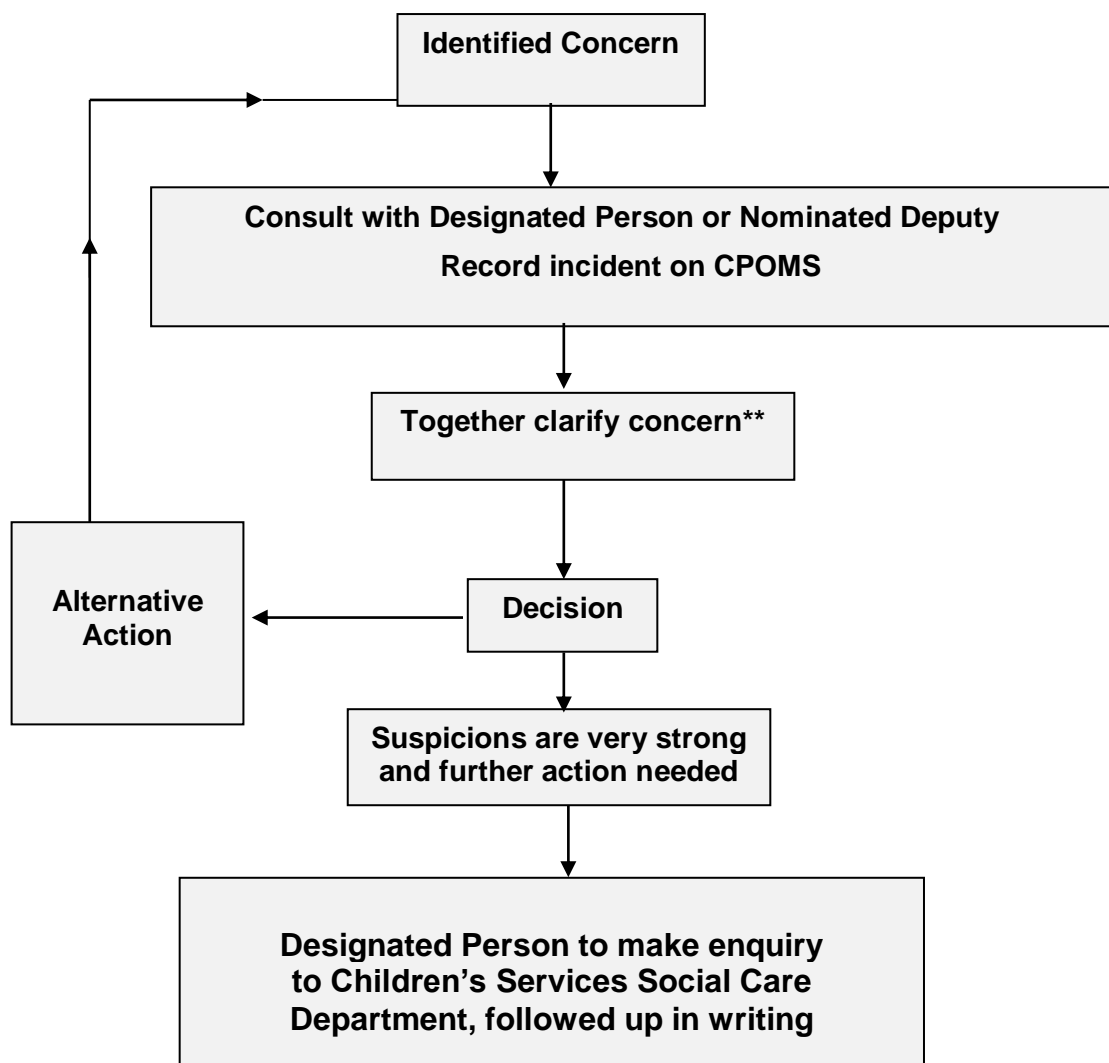 Identified Concern
Consult with Designated Person or Nominated Deputy
Record incident on CPOMS
Together clarify concern**
Alternative
Action
Decision
Suspicions are very strong
and further action needed
Designated Person to make enquiry
to Children’s Services Social Care
Department, followed up in writing